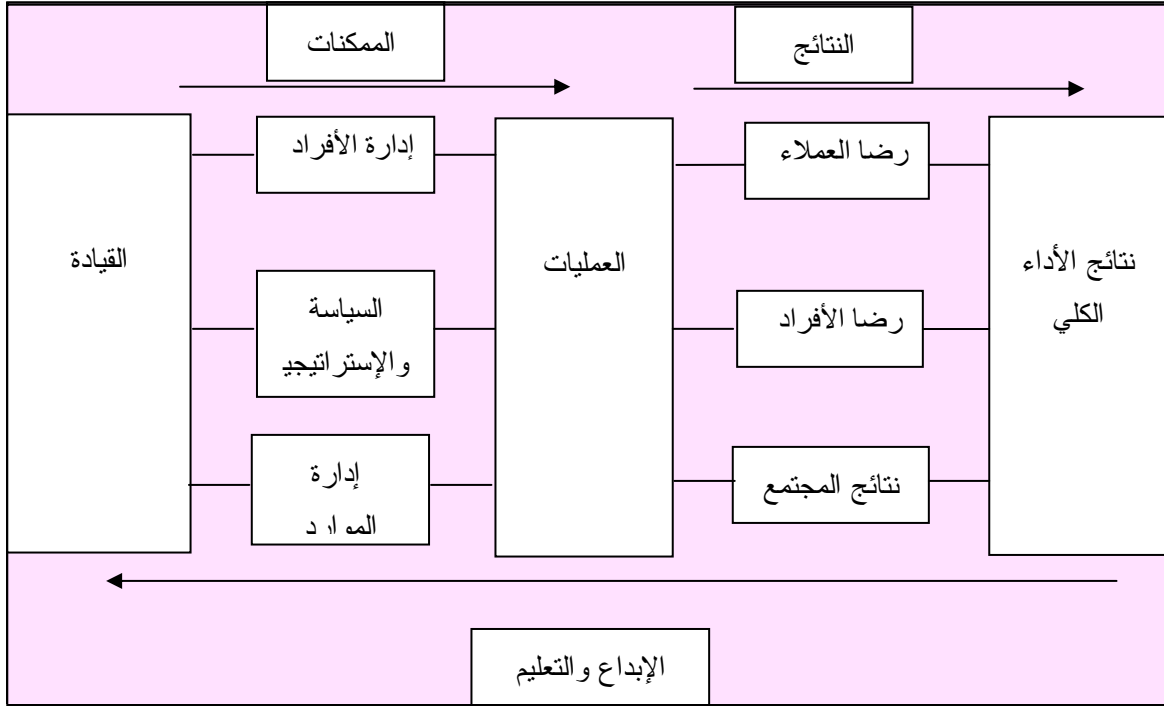 الممكنات
النتائج
القيادة
إدارة الأفراد
السياسة
والإستراتيجي
إدارة
الموارد
العمليات
رضا العملاء
رضا الأفراد
نتائج المجتمع
نتائج الأداء
الكلي
الإبداع والتعليم